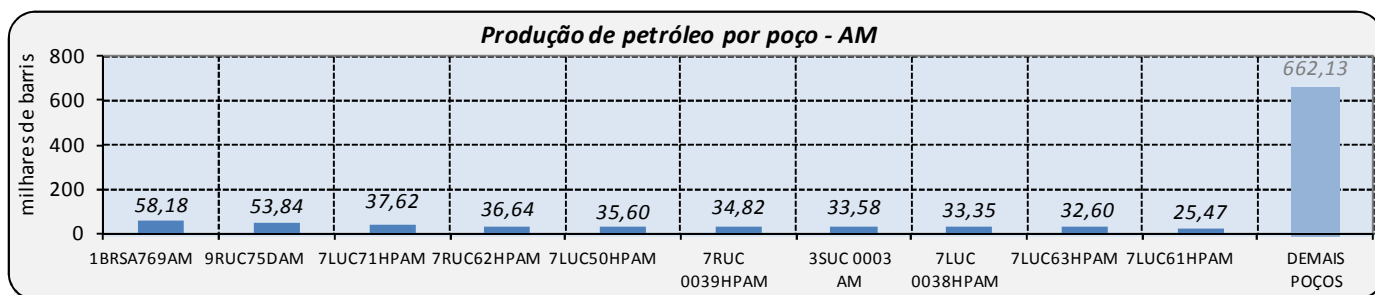 Produção de petróleo por poço - AM
milhares de barris
800
600
400
200
0
58,18
53,84
37,62
36,64
35,60
34,82
33,58
33,35
32,60
25,47
662,13
1BRSA769AM
9RUC75DAM
7LUC71HPAM
7RUC62HPAM
7LUC50HPAM
7RUC
0039HPAM
3SUC 0003
AM
7LUC
0038HPAM
7LUC63HPAM
7LUC61HPAM
DEMAIS
POÇOS